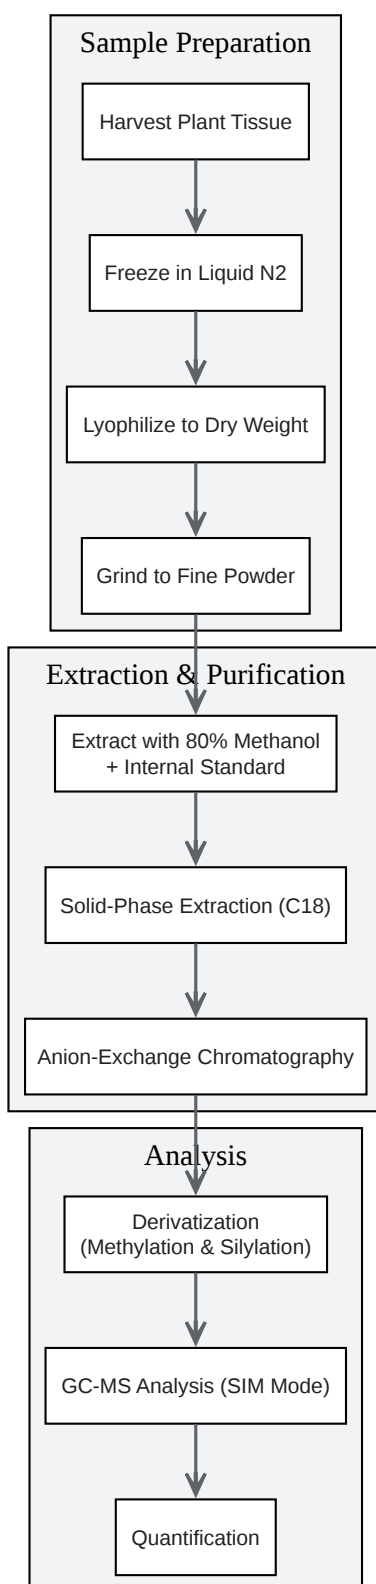 Sample Preparation
Harvest Plant Tissue
Freeze in Liquid N2
Lyophilize to Dry Weight
Grind to Fine Powder
Extraction & Purification
Extract with 80% Methanol
+ Internal Standard
Solid-Phase Extraction (C18)
Anion-Exchange Chromatography
Analysis
Derivatization
(Methylation & Silylation)
GC-MS Analysis (SIM Mode)
Quantification